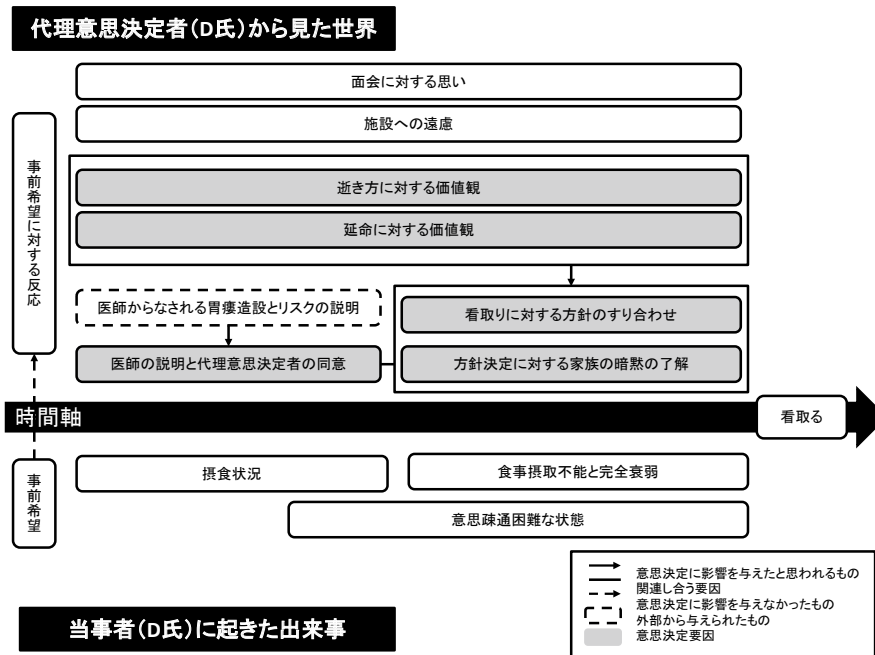 代理意思決定者(D氏)から見た世界
面会に対する思い
施設への遠慮
事前希望に対する反応
逝き方に対する価値観
延命に対する価値観
医師からなされる胃瘻造設とリスクの説明
看取りに対する方針のすり合わせ
医師の説明と代理意思決定者の同意
方針決定に対する家族の暗黙の了解
時間軸
看取る
事前希望
摂食状況
食事摂取不能と完全衰弱
意思疎通困難な状態
意思決定に影響を与えたと思われるもの
関連し合う要因
意思決定に影響を与えなかったもの
外部から与えられたもの
意思決定要因
当事者(D氏)に起きた出来事